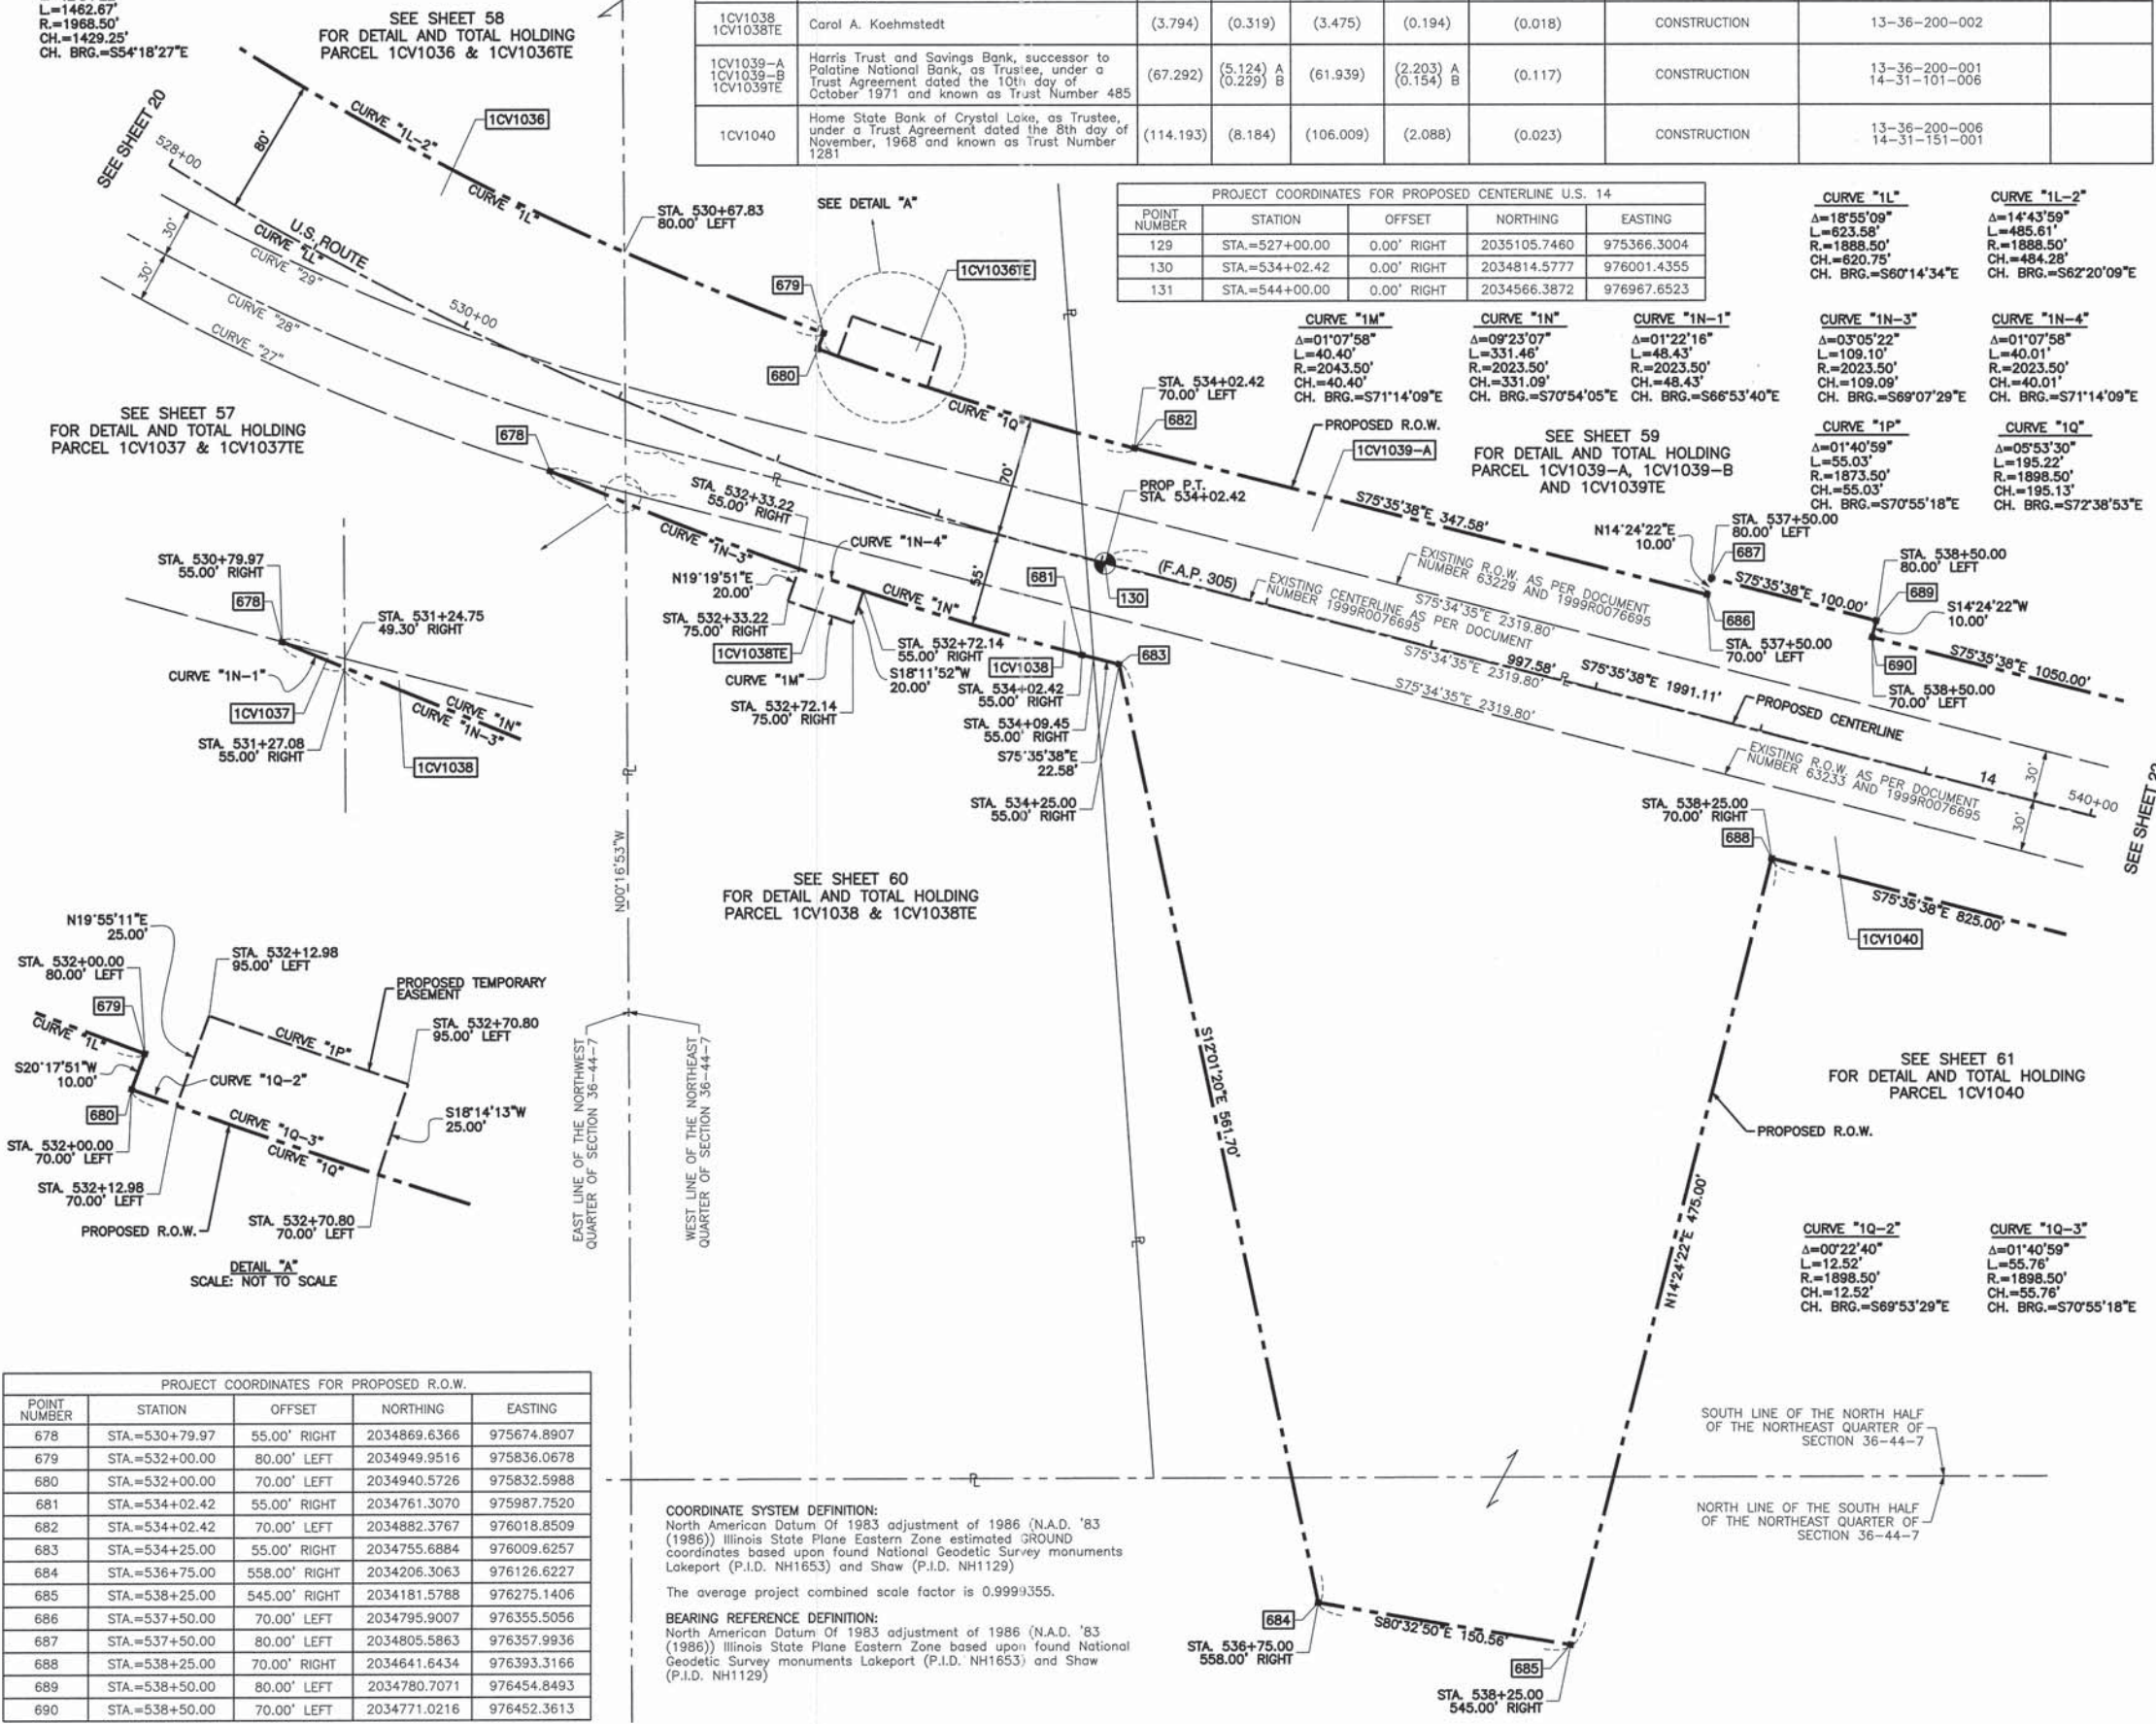 L.=1462.67'
R.=1968.50'
CH.=1429.25'
CH. BRG.=S54°18'27"E
SEE SHEET 58
FOR DETAIL AND TOTAL HOLDING
PARCEL 1CV1036 & 1CV1036TE
1CV1038
1CV1038TE
Carol A. Koehmstedt
(3.794)
(0.319)
(3.475)
(0.194)
(0.018)
CONSTRUCTION
13-36-200-002
1CV1039-A
1CV1039-B
1CV1039TE
Harris Trust and Savings Bank, successor to
Palatine National Bank, as Trustee, under a
Trust Agreement dated the 10th day of
October 1971 and known as Trust Number 485
(67.292)
(5.124) A
(0.229) B
(61.939)
(2.203) A
(0.154) B
(0.117)
CONSTRUCTION
13-36-200-001
14-31-101-006
1CV1040
Home State Bank of Crystal Lake, as Trustee,
under a Trust Agreement dated the 8th day of
November, 1968 and known as Trust Number
1281
(114.193)
(8.184)
(106.009)
(2.088)
(0.023)
CONSTRUCTION
13-36-200-006
14-31-151-001
PROJECT COORDINATES FOR PROPOSED CENTERLINE U.S. 14
POINT NUMBER STATION OFFSET NORTHING EASTING
129 STA.=527+00.00 0.00' RIGHT 2035105.7460 975366.3004
130 STA.=534+02.42 0.00' RIGHT 2034814.5777 976001.4355
131 STA.=544+00.00 0.00' RIGHT 2034566.3872 976967.6523
CURVE "1L"
Δ=18°55'09"
L=623.58'
R.=1888.50'
CH.=620.75'
CH. BRG.=S60°14'34"E
CURVE "1L-2"
Δ=14°43'59"
L=485.61'
R.=1888.50'
CH.=484.28'
CH. BRG.=S62°20'09"E
CURVE "1M"
Δ=01°07'58"
L=40.40'
R.=2043.50'
CH.=40.40'
CH. BRG.=S71°14'09"E
CURVE "1N"
Δ=09°23'07"
L=331.46'
R.=2023.50'
CH.=331.09'
CH. BRG.=S70°54'05"E
CURVE "1N-1"
Δ=01°22'16"
L=48.43'
R.=2023.50'
CH.=48.43'
CH. BRG.=S66°53'40"E
CURVE "1N-3"
Δ=03°05'22"
L=109.10'
R.=2023.50'
CH.=109.09'
CH. BRG.=S69°07'29"E
CURVE "1N-4"
Δ=01°07'58"
L=40.01'
R.=2023.50'
CH.=40.01'
CH. BRG.=S71°14'09"E
CURVE "1P"
Δ=01°40'59"
L=55.03'
R.=1873.50'
CH.=55.03'
CH. BRG.=S70°55'18"E
CURVE "1Q"
Δ=05°53'30"
L=195.22'
R.=1898.50'
CH.=195.13'
CH. BRG.=S72°38'53"E
SEE SHEET 20
528+00
80'
CURVE "1L-2"
1CV1036
CURVE "1L"
STA. 530+67.83
80.00' LEFT
SEE DETAIL "A"
1CV1036TE
679
680
30'
30'
U.S. ROUTE
CURVE "LL"
CURVE "29"
CURVE "28"
CURVE "27"
530+00
SEE SHEET 57
FOR DETAIL AND TOTAL HOLDING
PARCEL 1CV1037 & 1CV1037TE
678
CURVE "1Q"
70'
STA. 534+02.42
70.00' LEFT
682
PROPOSED R.O.W.
1CV1039-A
SEE SHEET 59
FOR DETAIL AND TOTAL HOLDING
PARCEL 1CV1039-A, 1CV1039-B
AND 1CV1039TE
PROP P.T.
STA. 534+02.42
S75°35'38"E 347.58'
N14°24'22"E
10.00'
STA. 537+50.00
80.00' LEFT
687
S75°35'38"E 100.00'
STA. 538+50.00
80.00' LEFT
689
S14°24'22"W
10.00'
686
STA. 537+50.00
70.00' LEFT
690
S75°35'38"E 1050.00'
STA. 538+50.00
70.00' LEFT
STA. 532+33.22
55.00' RIGHT
CURVE "1N-3"
CURVE "1N-4"
N19°19'51"E
20.00'
CURVE "1N"
55'
681
130
(F.A.P. 305)
EXISTING R.O.W. AS PER DOCUMENT
NUMBER 63229 AND 1999R0076695
EXISTING CENTERLINE AS PER DOCUMENT
NUMBER 1999R0076695
S75°34'35"E 2319.80'
S75°34'35"E 2319.80'
S75°34'35"E 2319.80'
997.58'
S75°35'38"E 1991.11'
PROPOSED CENTERLINE
EXISTING R.O.W. AS PER DOCUMENT
NUMBER 63233 AND 1999R0076695
14
30'
30'
540+00
STA. 532+33.22
75.00' RIGHT
1CV1038TE
CURVE "1M"
STA. 532+72.14
55.00' RIGHT
S18°11'52"W
20.00'
STA. 532+72.14
75.00' RIGHT
1CV1038
683
STA. 534+02.42
55.00' RIGHT
STA. 534+09.45
55.00' RIGHT
S75°35'38"E
22.58'
STA. 534+25.00
55.00' RIGHT
STA. 530+79.97
55.00' RIGHT
678
STA. 531+24.75
49.30' RIGHT
CURVE "1N-1"
1CV1037
CURVE "1N"
CURVE "1N-3"
STA. 531+27.08
55.00' RIGHT
1CV1038
N00°16'53"W
SEE SHEET 60
FOR DETAIL AND TOTAL HOLDING
PARCEL 1CV1038 & 1CV1038TE
STA. 538+25.00
70.00' RIGHT
688
S75°35'38"E 825.00'
1CV1040
N19°55'11"E
25.00'
STA. 532+00.00
80.00' LEFT
679
STA. 532+12.98
95.00' LEFT
PROPOSED TEMPORARY
EASEMENT
CURVE "1L"
CURVE "1P"
STA. 532+70.80
95.00' LEFT
S20°17'51"W
10.00'
CURVE "1Q-2"
680
CURVE "1Q-3"
CURVE "1Q"
S18°14'13"W
25.00'
STA. 532+00.00
70.00' LEFT
STA. 532+12.98
70.00' LEFT
PROPOSED R.O.W.
STA. 532+70.80
70.00' LEFT
DETAIL "A"
SCALE: NOT TO SCALE
EAST LINE OF THE NORTHWEST
QUARTER OF SECTION 36-44-7
WEST LINE OF THE NORTHEAST
QUARTER OF SECTION 36-44-7
S12°01'20"E 561.70'
N14°24'22"E 475.00'
SEE SHEET 61
FOR DETAIL AND TOTAL HOLDING
PARCEL 1CV1040
PROPOSED R.O.W.
CURVE "1Q-2"
Δ=00°22'40"
L=12.52'
R.=1898.50'
CH.=12.52'
CH. BRG.=S69°53'29"E
CURVE "1Q-3"
Δ=01°40'59"
L=55.76'
R.=1898.50'
CH.=55.76'
CH. BRG.=S70°55'18"E
SOUTH LINE OF THE NORTH HALF
OF THE NORTHEAST QUARTER OF
SECTION 36-44-7
NORTH LINE OF THE SOUTH HALF
OF THE NORTHEAST QUARTER OF
SECTION 36-44-7
PROJECT COORDINATES FOR PROPOSED R.O.W.
POINT NUMBER STATION OFFSET NORTHING EASTING
678 STA.=530+79.97 55.00' RIGHT 2034869.6366 975674.8907
679 STA.=532+00.00 80.00' LEFT 2034949.9516 975836.0678
680 STA.=532+00.00 70.00' LEFT 2034940.5726 975832.5988
681 STA.=534+02.42 55.00' RIGHT 2034761.3070 975987.7520
682 STA.=534+02.42 70.00' LEFT 2034882.3767 976018.8509
683 STA.=534+25.00 55.00' RIGHT 2034755.6884 976009.6257
684 STA.=536+75.00 558.00' RIGHT 2034206.3063 976126.6227
685 STA.=538+25.00 545.00' RIGHT 2034181.5788 976275.1406
686 STA.=537+50.00 70.00' LEFT 2034795.9007 976355.5056
687 STA.=537+50.00 80.00' LEFT 2034805.5863 976357.9936
688 STA.=538+25.00 70.00' RIGHT 2034641.6434 976393.3166
689 STA.=538+50.00 80.00' LEFT 2034780.7071 976454.8493
690 STA.=538+50.00 70.00' LEFT 2034771.0216 976452.3613
COORDINATE SYSTEM DEFINITION:
North American Datum Of 1983 adjustment of 1986 (N.A.D. '83
(1986)) Illinois State Plane Eastern Zone estimated GROUND
coordinates based upon found National Geodetic Survey monuments
Lakeport (P.I.D. NH1653) and Shaw (P.I.D. NH1129)
The average project combined scale factor is 0.9999355.
BEARING REFERENCE DEFINITION:
North American Datum Of 1983 adjustment of 1986 (N.A.D. '83
(1986)) Illinois State Plane Eastern Zone based upon found National
Geodetic Survey monuments Lakeport (P.I.D. NH1653) and Shaw
(P.I.D. NH1129)
684
STA. 536+75.00
558.00' RIGHT
S80°32'50"E 150.56'
685
STA. 538+25.00
545.00' RIGHT